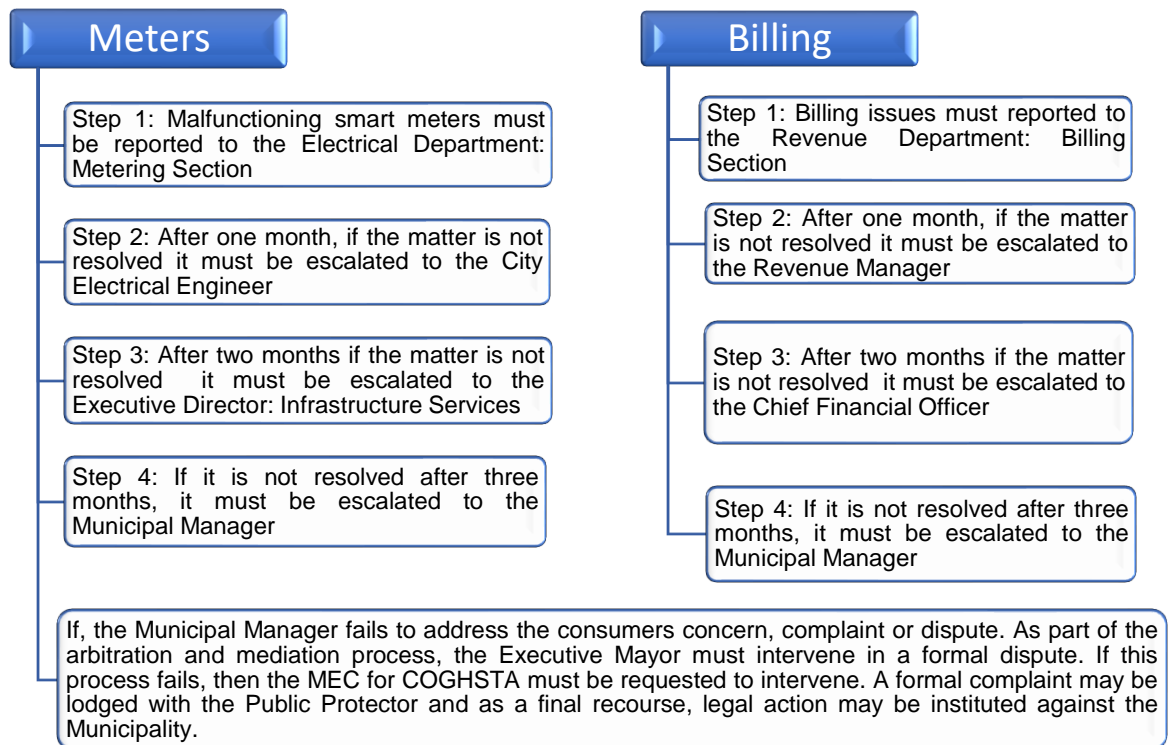 Meters
Step 1: Malfunctioning smart meters must
be reported to the Electrical Department:
Metering Section
Step 2: After one month, if the matter is not
resolved it must be escalated to the City
Electrical Engineer
Step 3: After two months if the matter is not
resolved it must be escalated to the
Executive Director: Infrastructure Services
Step 4: If it is not resolved after three
months, it must be escalated to the
Municipal Manager
Billing
Step 1: Billing issues must reported to
the Revenue Department: Billing
Section
Step 2: After one month, if the matter
is not resolved it must be escalated to
the Revenue Manager
Step 3: After two months if the matter
is not resolved it must be escalated to
the Chief Financial Officer
Step 4: If it is not resolved after three
months, it must be escalated to the
Municipal Manager
If, the Municipal Manager fails to address the consumers concern, complaint or dispute. As part of the
arbitration and mediation process, the Executive Mayor must intervene in a formal dispute. If this
process fails, then the MEC for COGHSTA must be requested to intervene. A formal complaint may be
lodged with the Public Protector and as a final recourse, legal action may be instituted against the
Municipality.